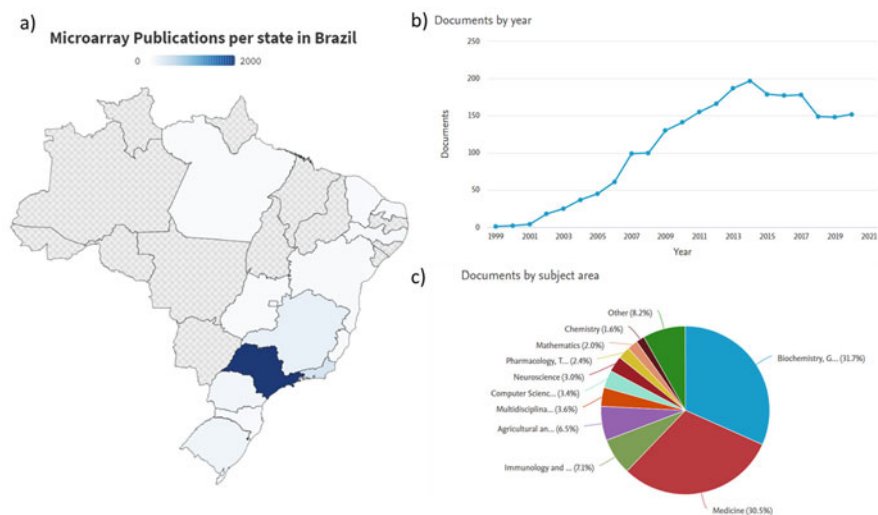 a)
Microarray Publications per state in Brazil
0 2000
b) Documents by year
250
200
150
100
50
0
Documents
1999 2001 2003 2005 2007 2009 2011 2013 2015 2017 2019 2021
Year
c) Documents by subject area
Other (8.2%)
Chemistry (1.6%)
Mathematics (2.0%)
Pharmacology, T... (2.4%)
Neuroscience (3.0%)
Computer Scienc... (3.4%)
Multidisciplina... (3.6%)
Agricultural an... (6.5%)
Immunology and ... (7.1%)
Biochemistry, G... (31.7%)
Medicine (30.5%)